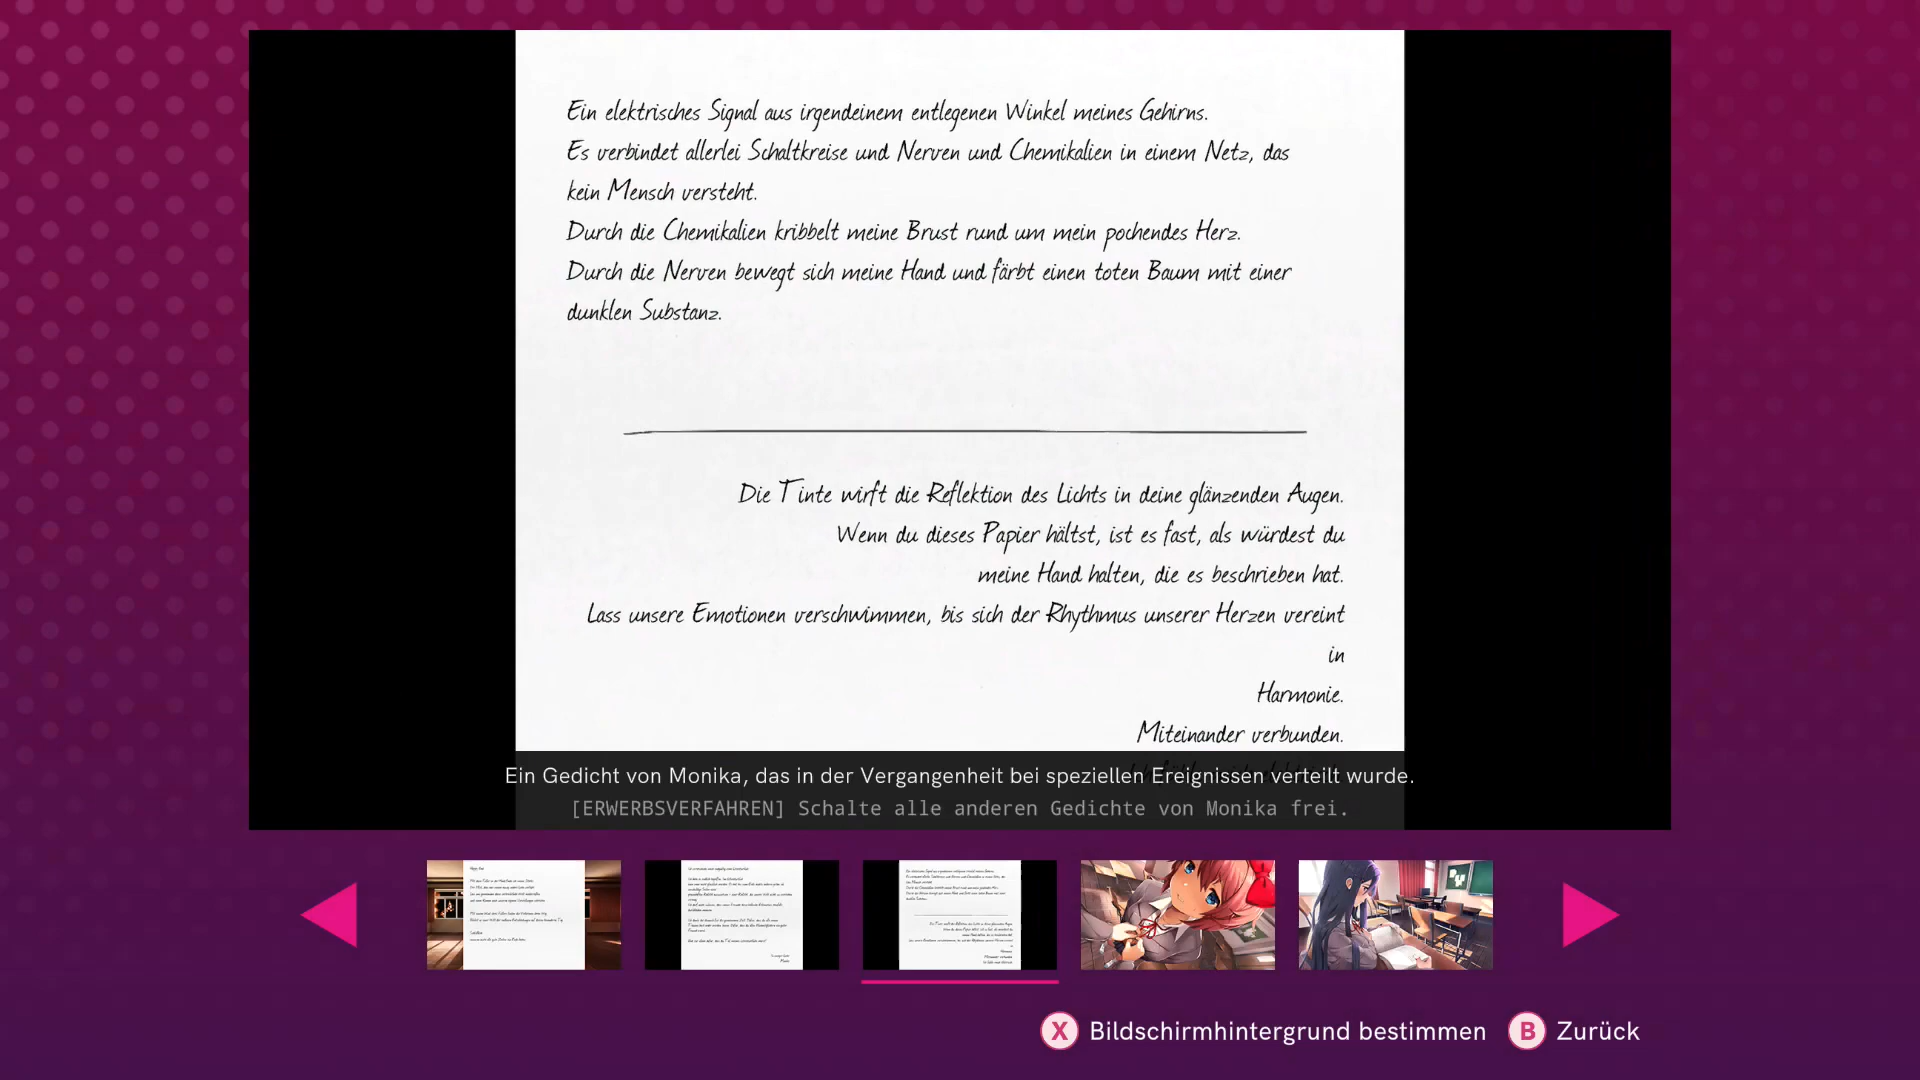 Ein elektrisches Signal aus irgendeinem entlegenen Winkel meines Gehirns.
Es verbindet allerlei Schaltkreise und Nerven und Chemikalien in einem Netz, das
kein Mensch versteht.
Durch die Chemikalien kribbelt meine Brust rund um mein pochendes Herz.
Durch die Nerven bewegt sich meine Hand und färbt einen toten Baum mit einer
dunklen Substanz.
Die Tinte wirft die Reflektion des Lichts in deine glänzenden Augen.
Wenn du dieses Papier hältst, ist es fast, als würdest du
meine Hand halten, die es beschrieben hat.
Lass unsere Emotionen verschwimmen, bis sich der Rhythmus unserer Herzen vereint
in
Harmonie.
Miteinander verbunden.
Ein Gedicht von Monika, das in der Vergangenheit bei speziellen Ereignissen verteilt wurde.
[ERWERBSVERFAHREN] Schalte alle anderen Gedichte von Monika frei.
X Bildschirmhintergrund bestimmen B Zurück